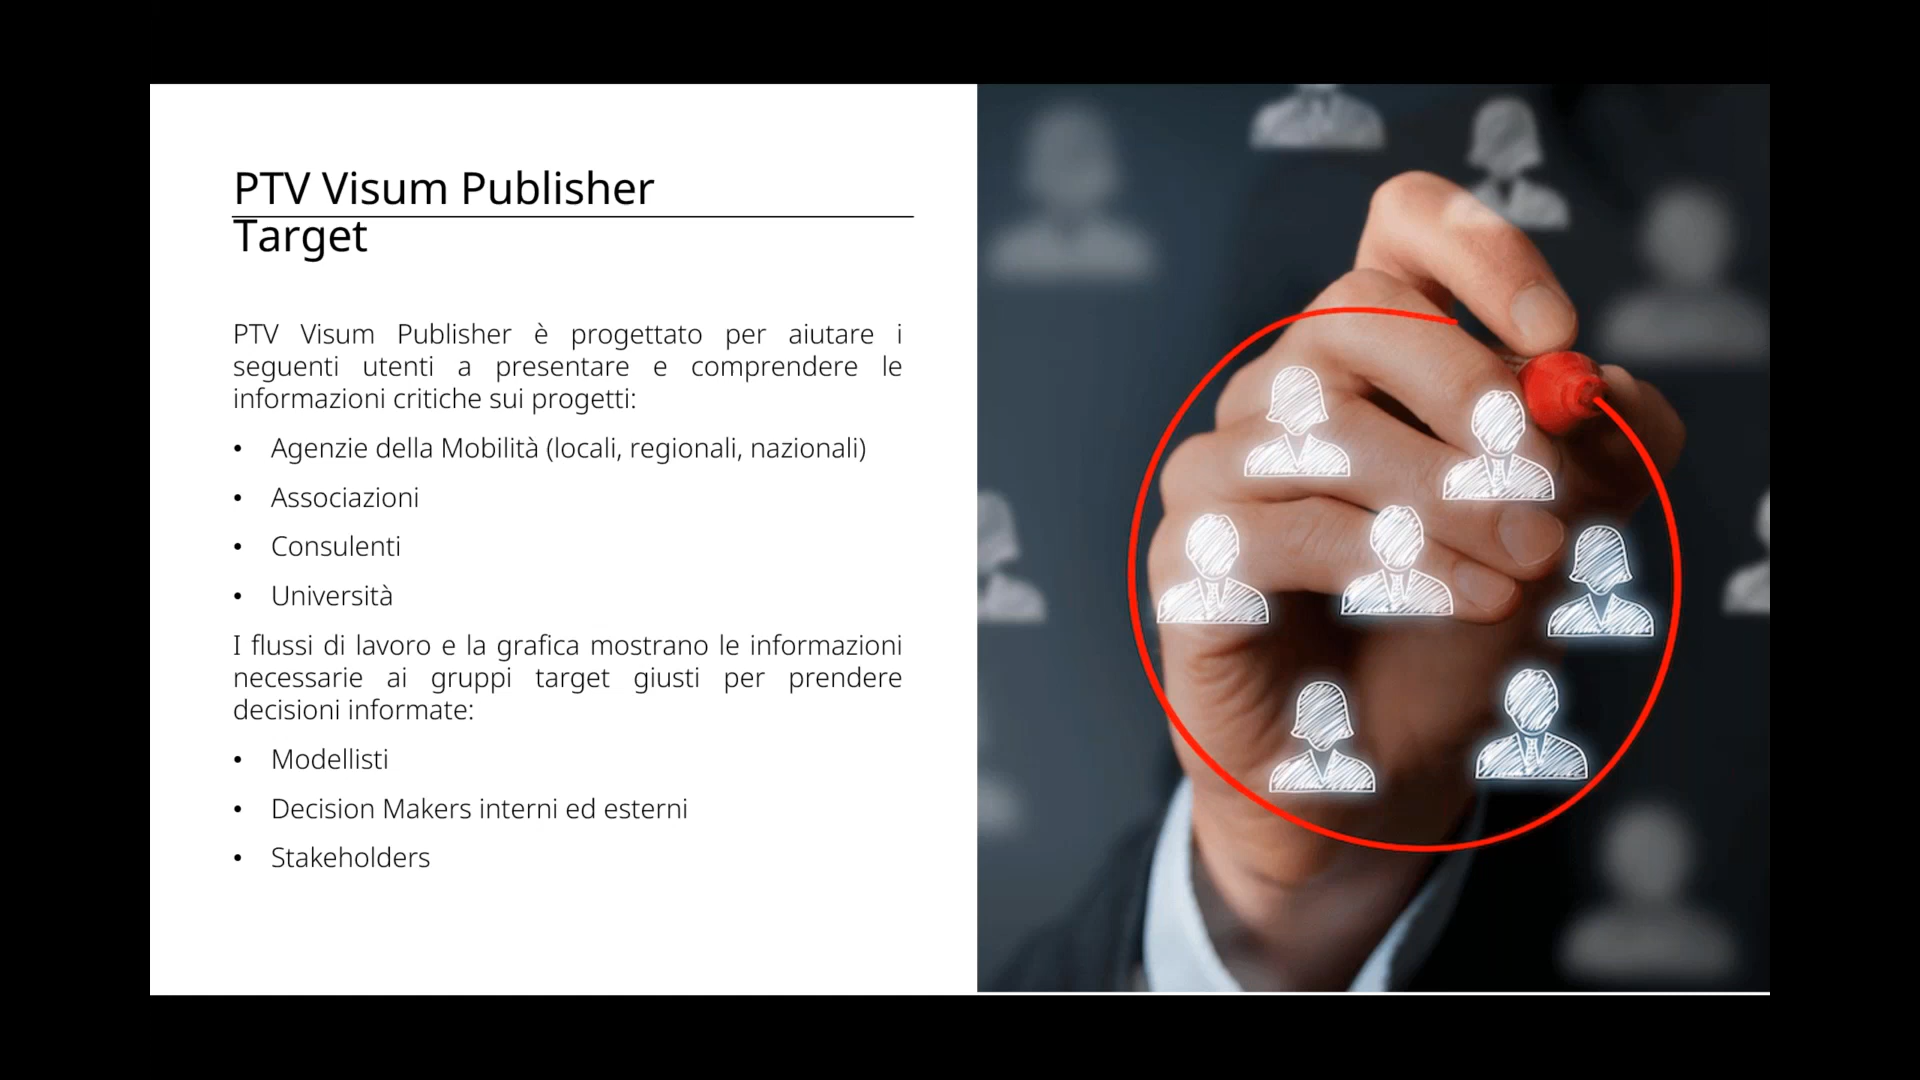 PTV Visum Publisher
Target
PTV Visum Publisher è progettato per aiutare i
seguenti utenti a presentare e comprendere le
informazioni critiche sui progetti:
• Agenzie della Mobilità (locali, regionali, nazionali)
• Associazioni
• Consulenti
• Università
I flussi di lavoro e la grafica mostrano le informazioni
necessarie ai gruppi target giusti per prendere
decisioni informate:
• Modellisti
• Decision Makers interni ed esterni
• Stakeholders